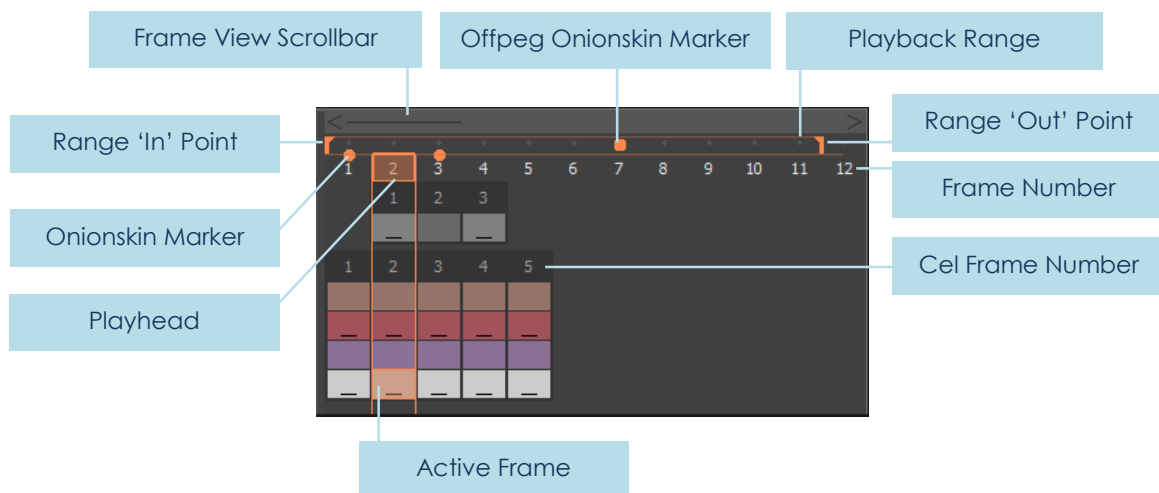 Frame View Scrollbar
Offpeg Onionskin Marker
Playback Range
Range ‘In’ Point
Range ‘Out’ Point
1 2 3 4 5 6 7 8 9 10 11 12
Frame Number
1 2 3
Onionskin Marker
1 2 3 4 5
Cel Frame Number
Playhead
Active Frame